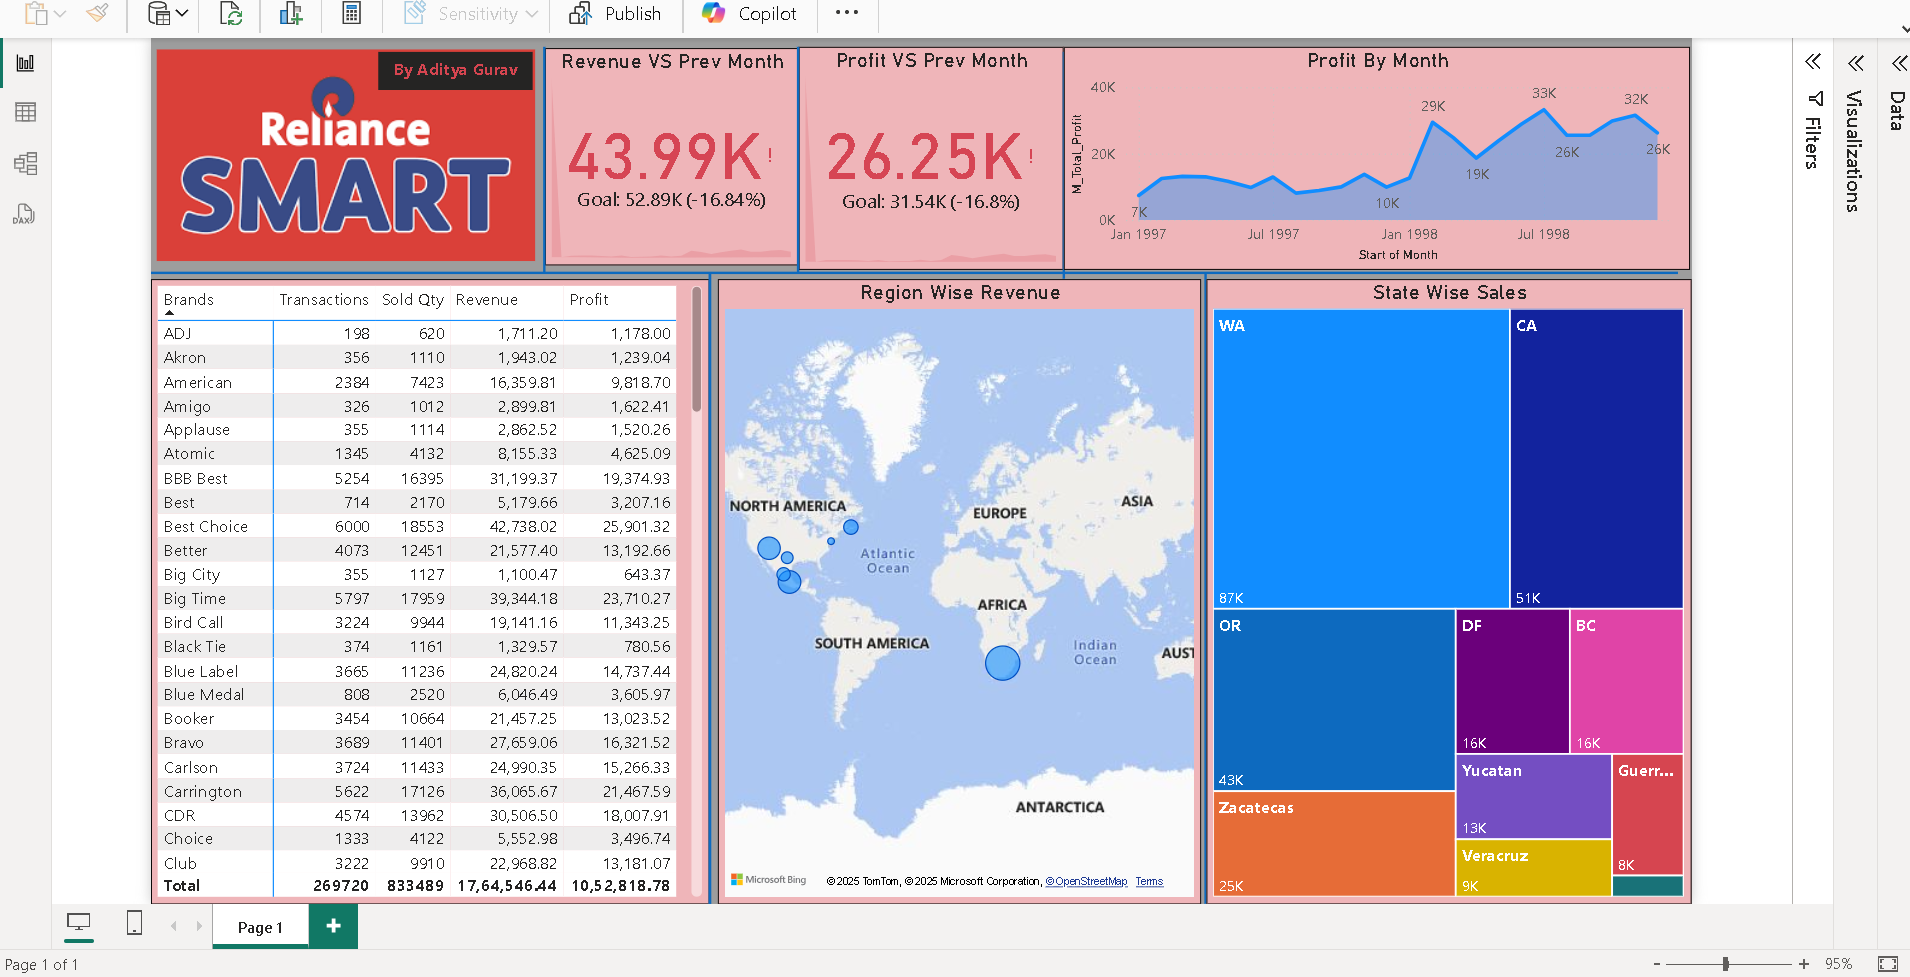 Sensitivity
Publish
Copilot
By Aditya Gurav
Reliance
SMART
Revenue VS Prev Month
43.99K!
Goal: 52.89K (-16.84%)
Profit VS Prev Month
26.25K!
Goal: 31.54K (-16.8%)
Profit By Month
M_Total_Profit
40K
20K
0K
7K
10K
29K
19K
33K
26K
32K
26K
Jan 1997
Jul 1997
Jan 1998
Jul 1998
Start of Month
Filters
Visualizations
Data
DAX
Brands Transactions Sold Qty Revenue Profit
ADJ 198 620 1,711.20 1,178.00
Akron 356 1110 1,943.02 1,239.04
American 2384 7423 16,359.81 9,818.70
Amigo 326 1012 2,899.81 1,622.41
Applause 355 1114 2,862.52 1,520.26
Atomic 1345 4132 8,155.33 4,625.09
BBB Best 5254 16395 31,199.37 19,374.93
Best 714 2170 5,179.66 3,207.16
Best Choice 6000 18553 42,738.02 25,901.32
Better 4073 12451 21,577.40 13,192.66
Big City 355 1127 1,100.47 643.37
Big Time 5797 17959 39,344.18 23,710.27
Bird Call 3224 9944 19,141.16 11,343.25
Black Tie 374 1161 1,329.57 780.56
Blue Label 3665 11236 24,820.24 14,737.44
Blue Medal 808 2520 6,046.49 3,605.97
Booker 3454 10664 21,457.25 13,023.52
Bravo 3689 11401 27,659.06 16,321.52
Carlson 3724 11433 24,990.35 15,266.33
Carrington 5622 17126 36,065.67 21,467.59
CDR 4574 13962 30,506.50 18,007.91
Choice 1333 4122 5,552.98 3,496.74
Club 3222 9910 22,968.82 13,181.07
Total 269720 833489 17,64,546.44 10,52,818.78
Region Wise Revenue
NORTH AMERICA
EUROPE
ASIA
Atlantic
Ocean
AFRICA
SOUTH AMERICA
Indian
Ocean
AUST
ANTARCTICA
Microsoft Bing
©2025 TomTom, ©2025 Microsoft Corporation, ©OpenStreetMap Terms
State Wise Sales
WA
87K
CA
51K
OR
43K
DF
16K
BC
16K
Zacatecas
25K
Yucatan
13K
Veracruz
9K
Guerr...
8K
Page 1
+
Page 1 of 1
- + 95%